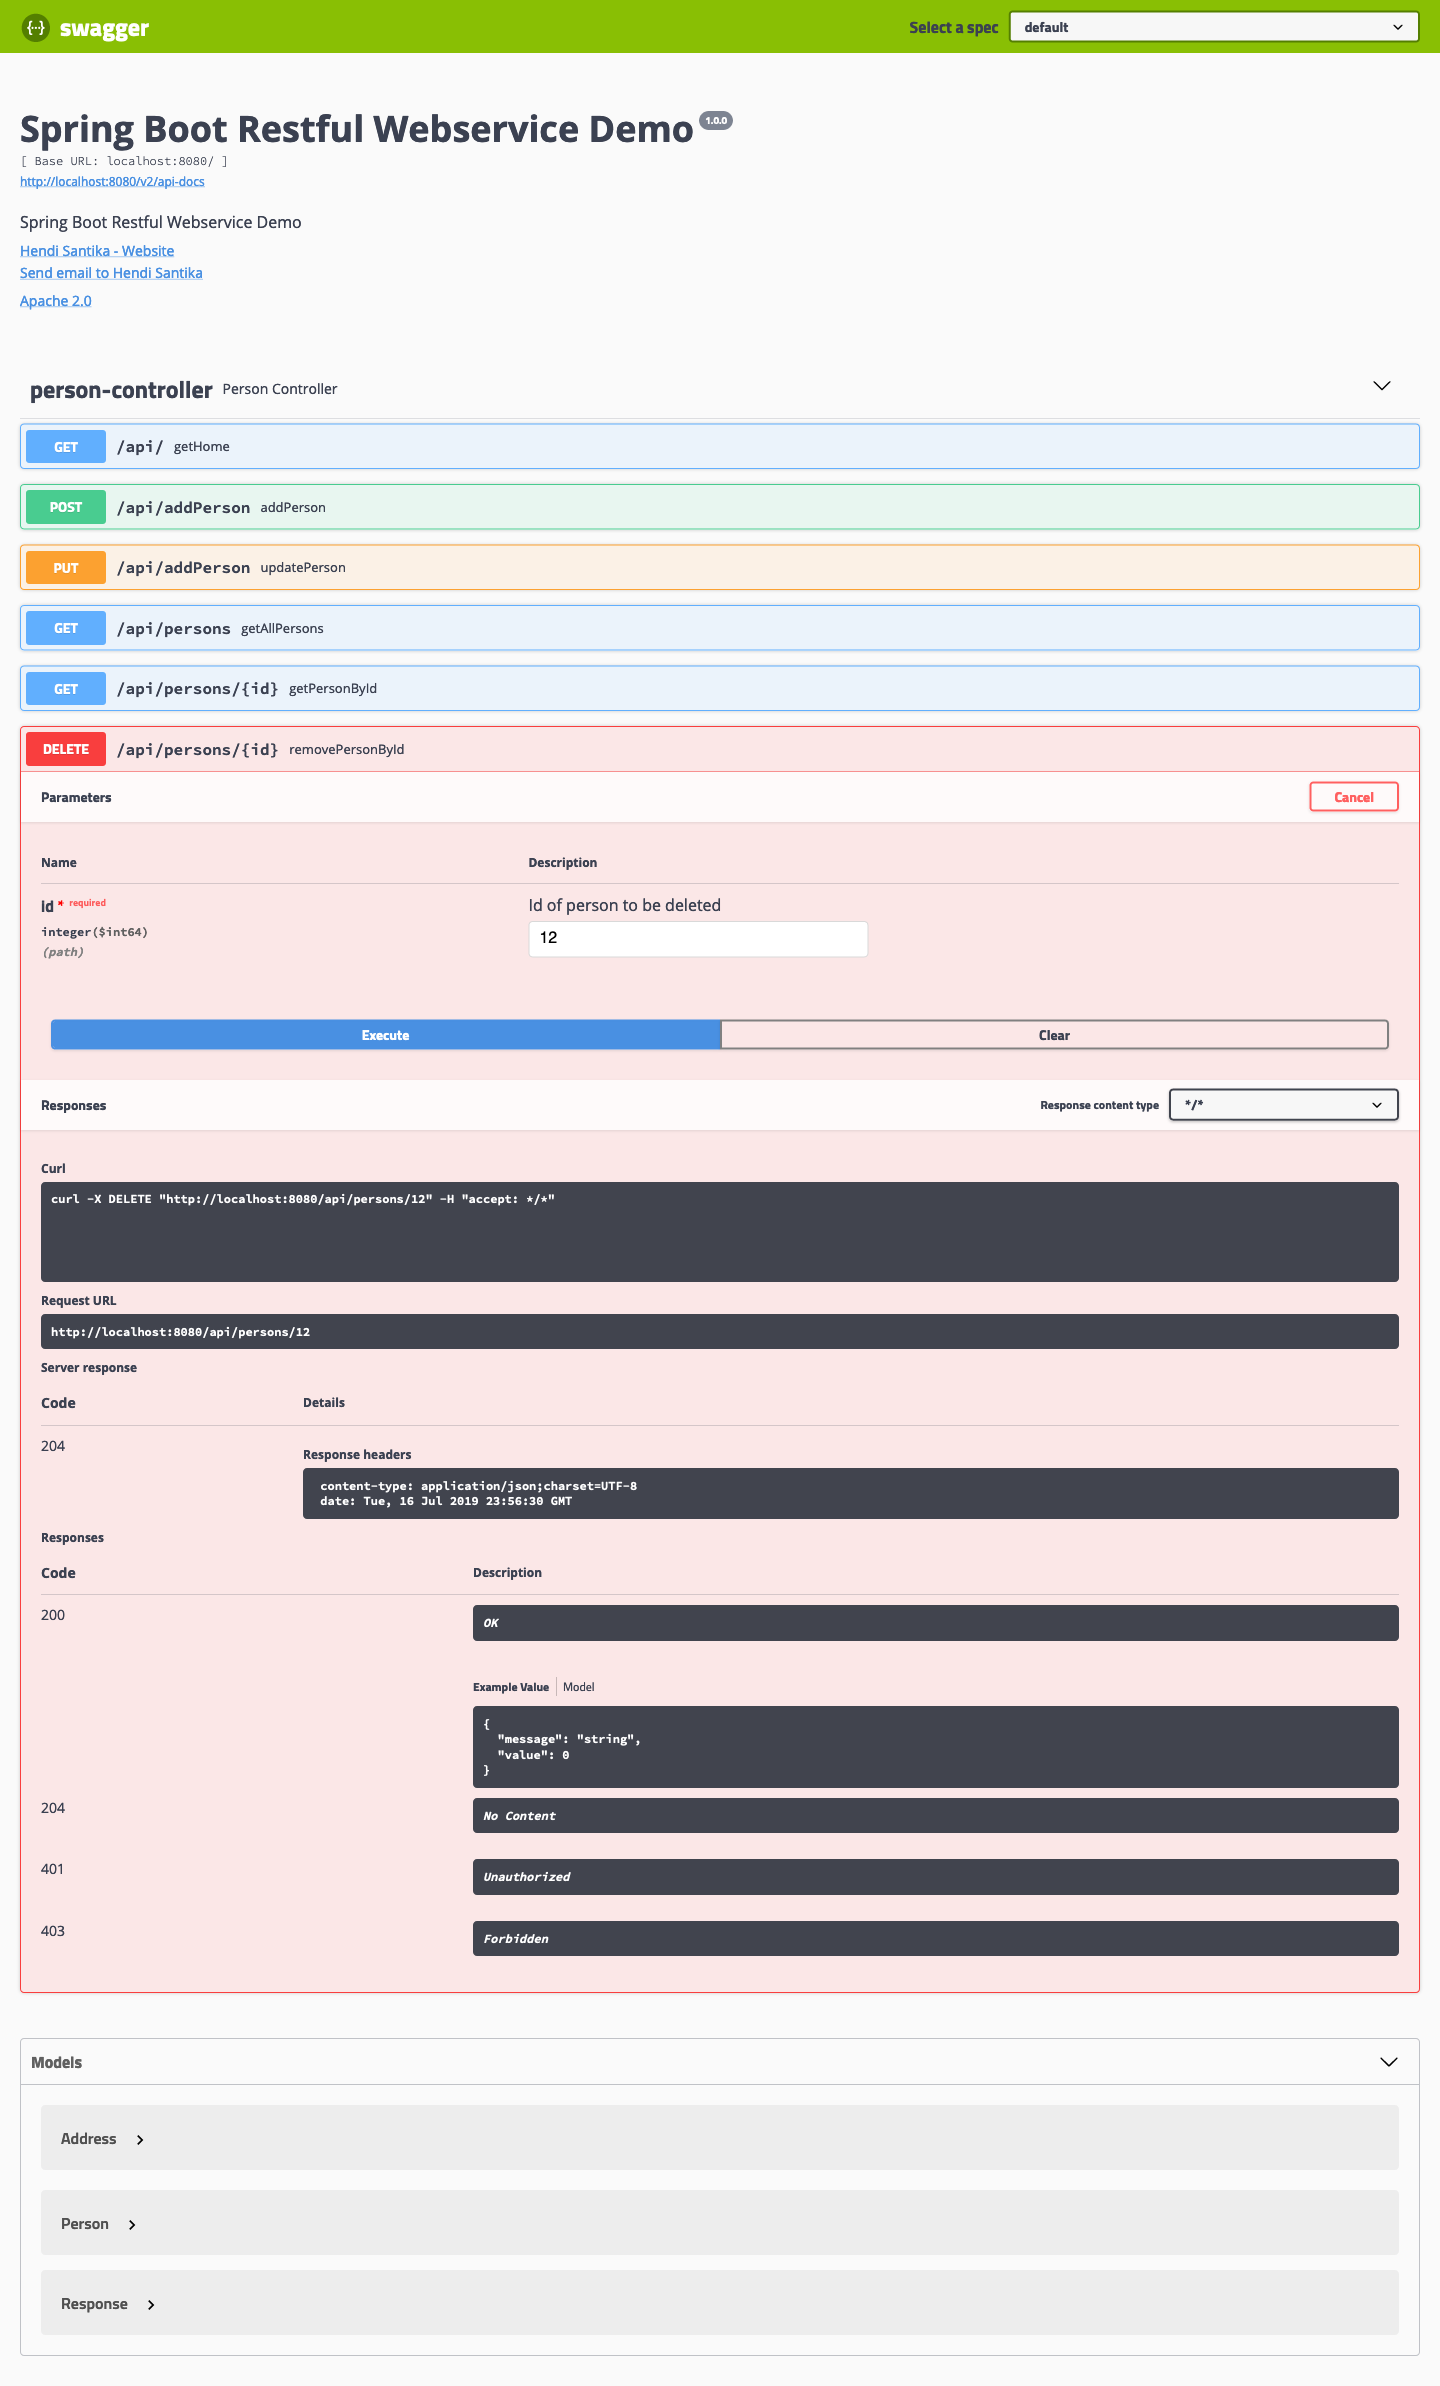 {···} swagger Select a spec default
Spring Boot Restful Webservice Demo 1.0.0
[ Base URL: localhost:8080/ ]
http://localhost:8080/v2/api-docs
Spring Boot Restful Webservice Demo
Hendi Santika - Website
Send email to Hendi Santika
Apache 2.0
person-controller Person Controller
GET /api/ getHome
POST /api/addPerson addPerson
PUT /api/addPerson updatePerson
GET /api/persons getAllPersons
GET /api/persons/{id} getPersonById
DELETE /api/persons/{id} removePersonById
Parameters Cancel
Name Description
id * required Id of person to be deleted
integer($int64) 12
(path)
Execute Clear
Responses Response content type */*
Curl
curl -X DELETE "http://localhost:8080/api/persons/12" -H "accept: */*"
Request URL
http://localhost:8080/api/persons/12
Server response
Code Details
204
Response headers
content-type: application/json;charset=UTF-8
date: Tue, 16 Jul 2019 23:56:30 GMT
Responses
Code Description
200 OK
Example Value Model
{
"message": "string",
"value": 0
}
204 No Content
401 Unauthorized
403 Forbidden
Models
Address
Person
Response